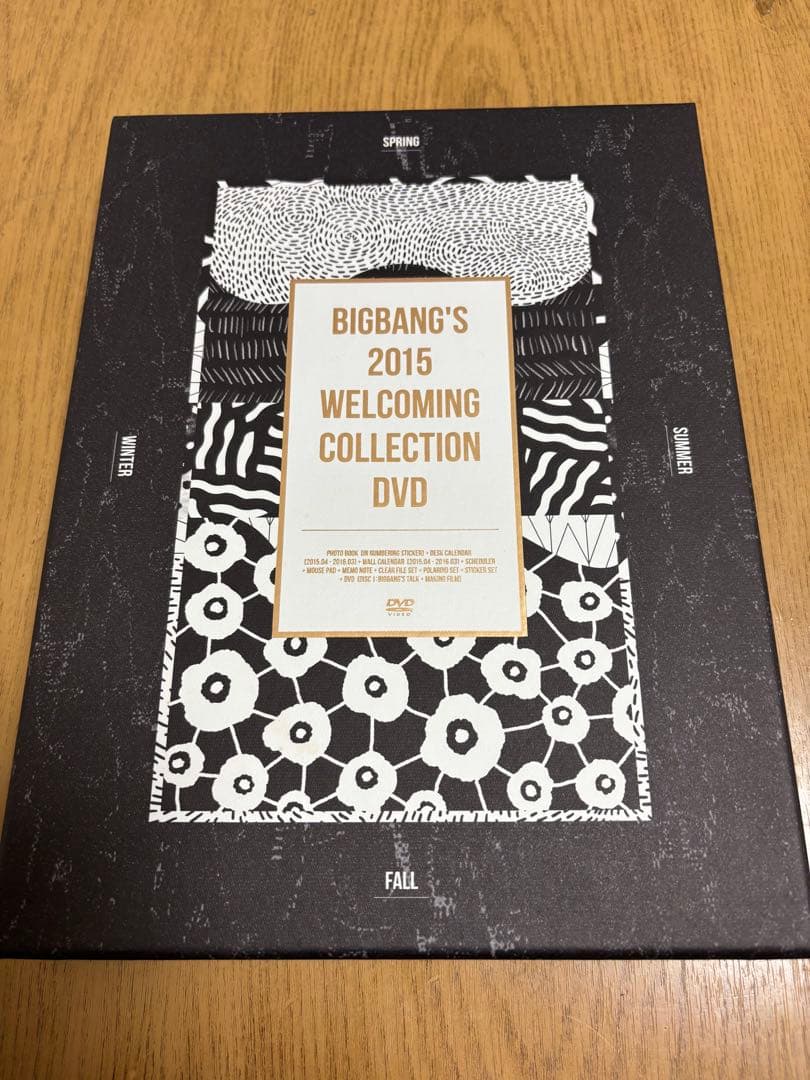 SPRING
BIGBANG'S
2015
WELCOMING
COLLECTION
DVD
WINTER
SUMMER
PHOTO BOOK (IN NUMBERING STICKER) + DESK CALENDAR
(2015.04 - 2016.03) + WALL CALENDAR (2015.04 - 2016.03) + SCHEDULER
+ MOUSE PAD + MEMO NOTE + CLEAR FILE SET + POLAROID SET + STICKER SET
+ DVD (DISC 1 : BIGBANG'S TALK + MAKING FILM)
DVD
VIDEO
FALL